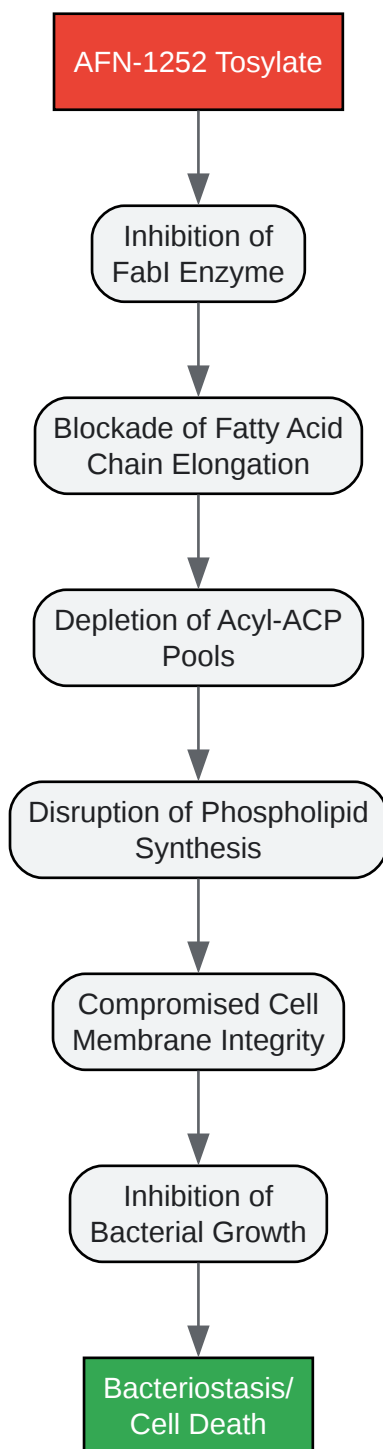 AFN-1252 Tosylate
Inhibition of
FabI Enzyme
Blockade of Fatty Acid
Chain Elongation
Depletion of Acyl-ACP
Pools
Disruption of Phospholipid
Synthesis
Compromised Cell
Membrane Integrity
Inhibition of
Bacterial Growth
Bacteriostasis/
Cell Death